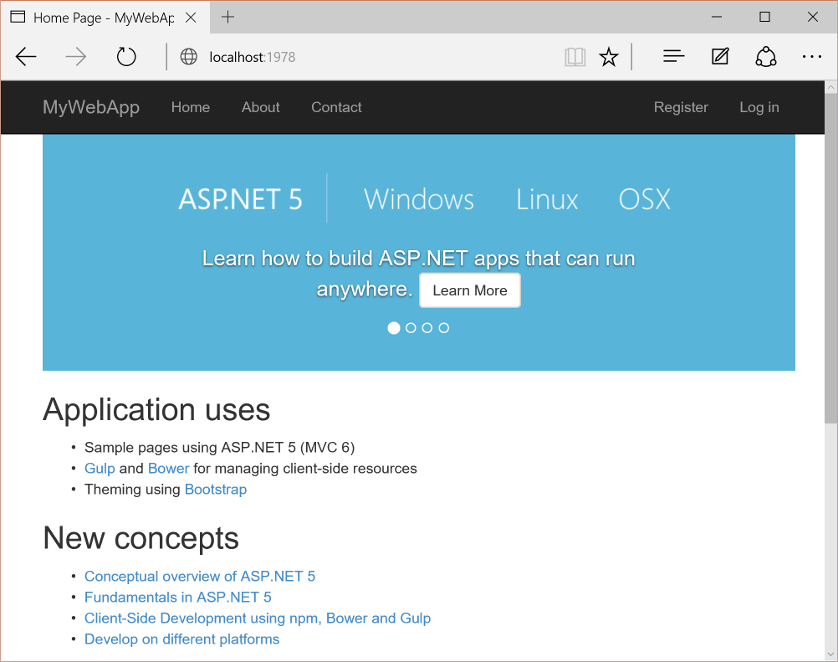 Home Page - MyWebAp
localhost:1978
MyWebApp Home About Contact Register Log in
ASP.NET 5 Windows Linux OSX
Learn how to build ASP.NET apps that can run
anywhere. Learn More
Application uses
• Sample pages using ASP.NET 5 (MVC 6)
• Gulp and Bower for managing client-side resources
• Theming using Bootstrap
New concepts
• Conceptual overview of ASP.NET 5
• Fundamentals in ASP.NET 5
• Client-Side Development using npm, Bower and Gulp
• Develop on different platforms